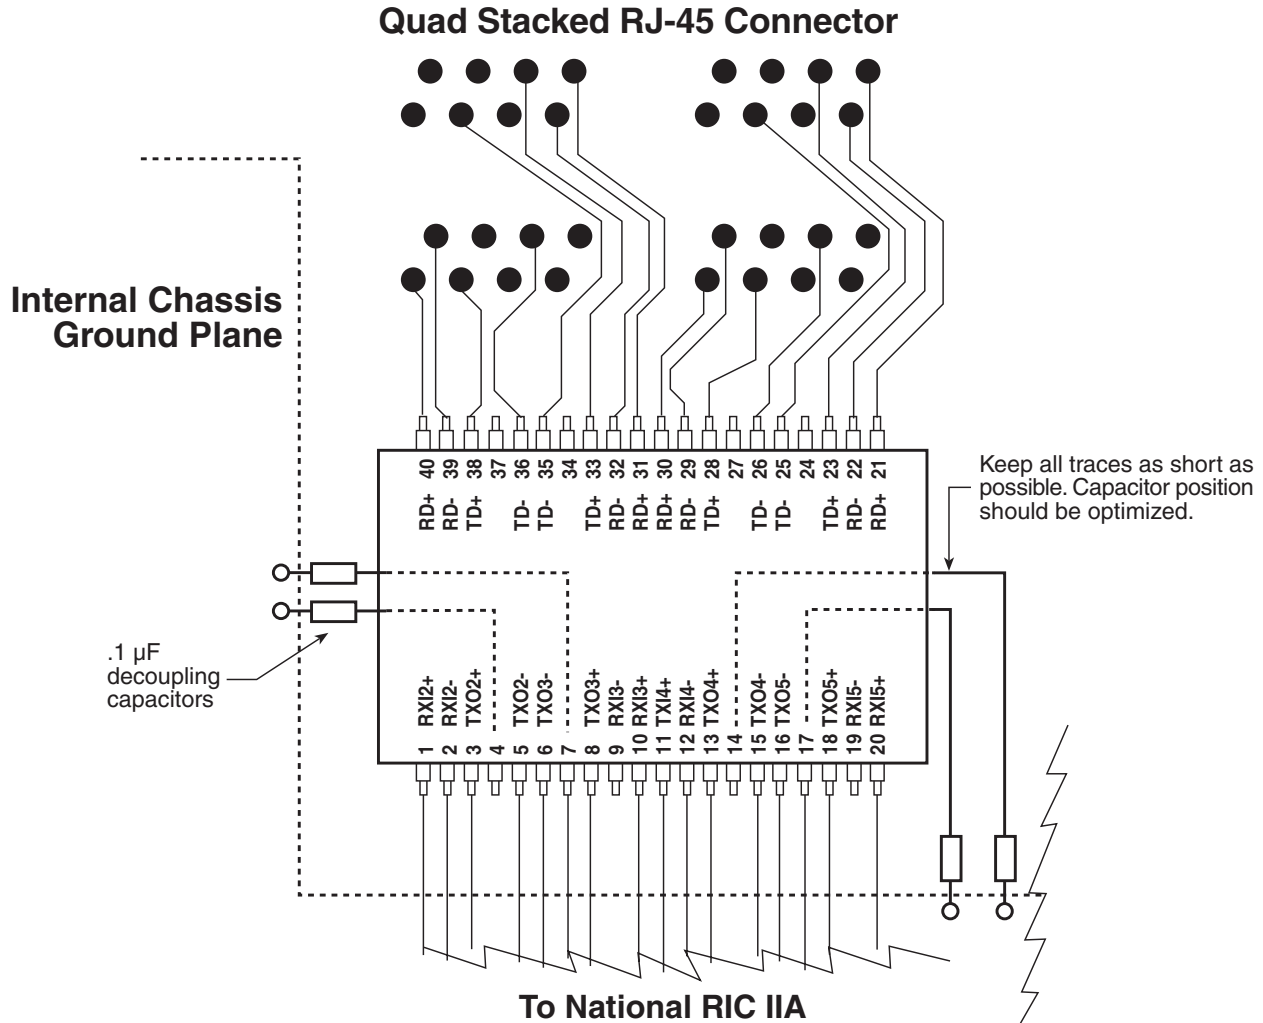 Quad Stacked RJ-45 Connector
Internal Chassis
Ground Plane
40 39 38 37 36 35 34 33 32 31 30 29 28 27 26 25 24 23 22 21
RD+ RD- TD+ TD- TD- TD+ RD- RD+ RD+ RD- TD+ TD- TD- TD+ RD- RD+
Keep all traces as short as
possible. Capacitor position
should be optimized.
.1 µF
decoupling
capacitors
RXI2+ RXI2- TXO2+ TXO2- TXO3- TXO3+ RXI3- RXI3+ TXI4+ RXI4- TXO4+ TXO4- TXO5- TXO5+ RXI5- RXI5+
1 2 3 4 5 6 7 8 9 10 11 12 13 14 15 16 17 18 19 20
To National RIC IIA